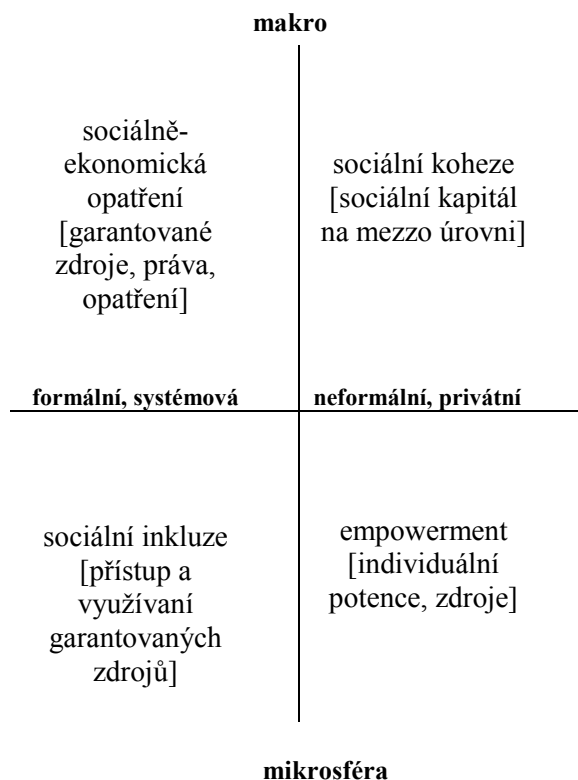 makro
sociálně-
ekonomická
opatření
[garantované
zdroje, práva,
opatření]
sociální koheze
[sociální kapitál
na mezzo úrovni]
formální, systémová
neformální, privátní
sociální inkluze
[přístup a
využívaní
garantovaných
zdrojů]
empowerment
[individuální
potence, zdroje]
mikrosféra